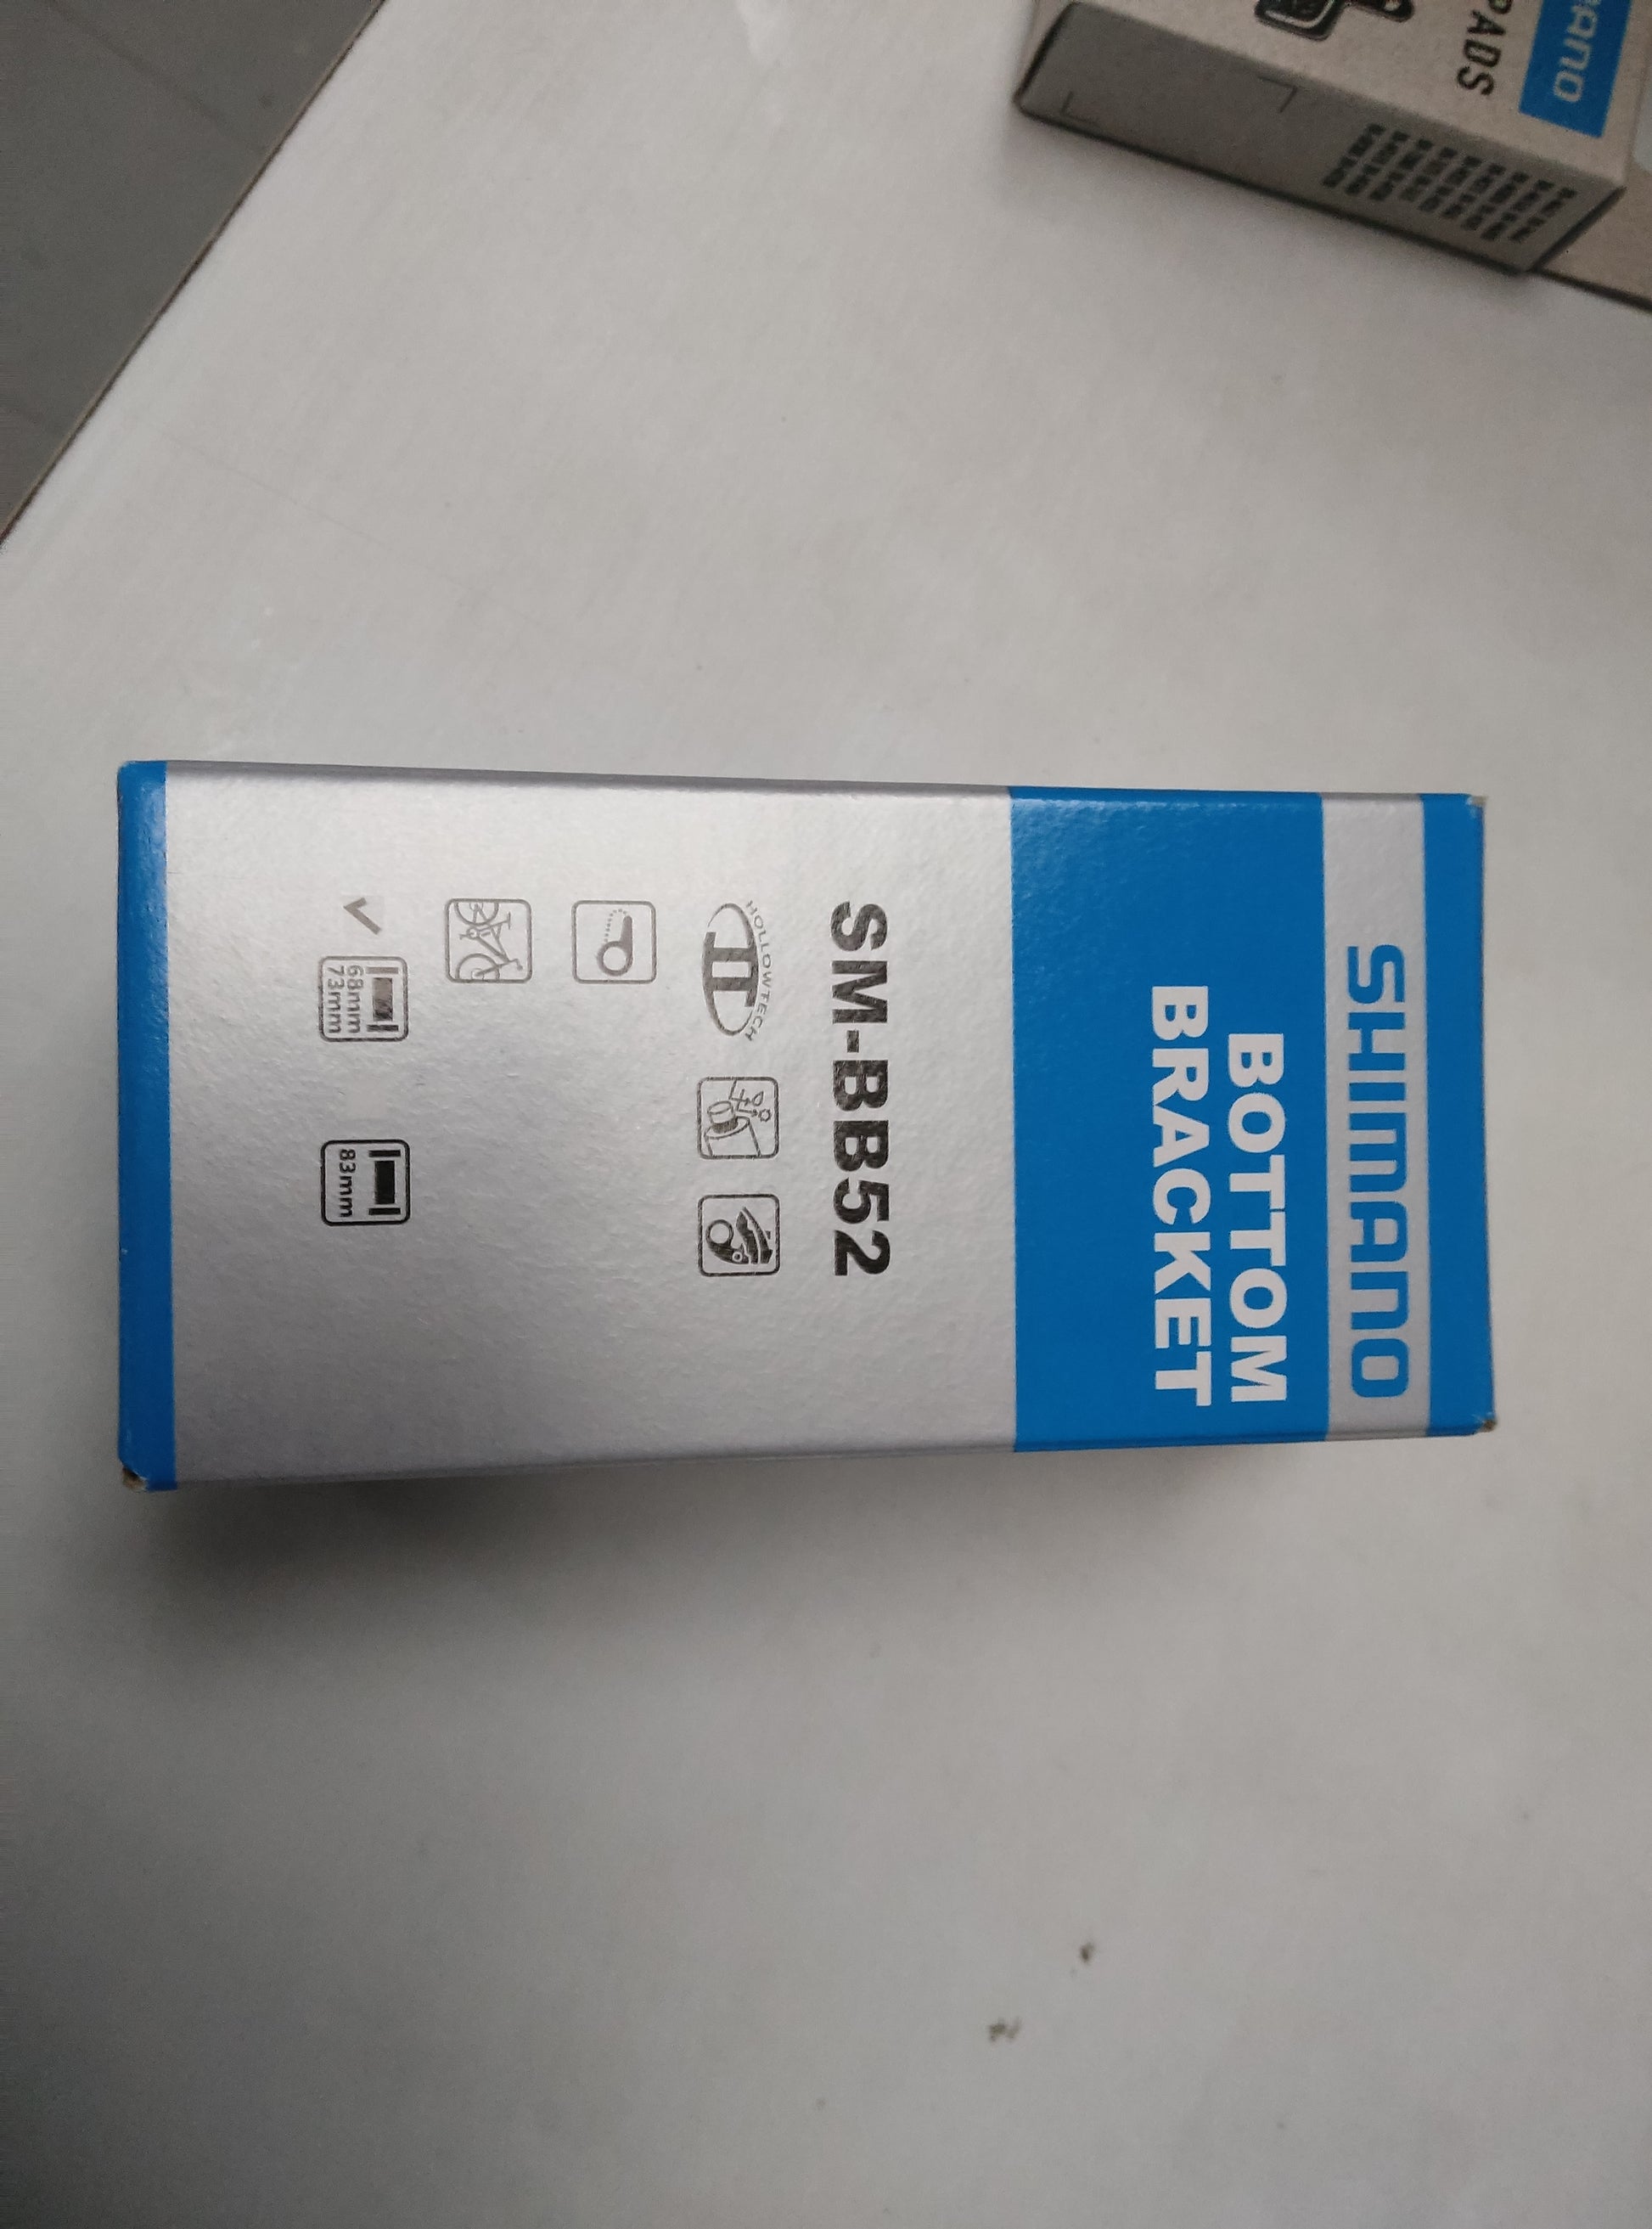 SHIMANO
BOTTOM
BRACKET
SM-BB52
HOLLOWTECH
II
68mm
73mm
83mm
PADS